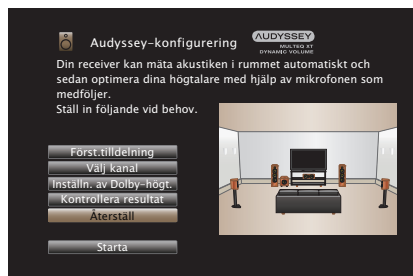 Audyssey-konfigurering
AUDYSSEY
MULTEQ XT
DYNAMIC VOLUME
Din receiver kan mäta akustiken i rummet automatiskt och
sedan optimera dina högtalare med hjälp av mikrofonen som
medföljer.
Ställ in följande vid behov.
Först.tilldelning
Välj kanal
Inställn. av Dolby-högt.
Kontrollera resultat
Återställ
Starta